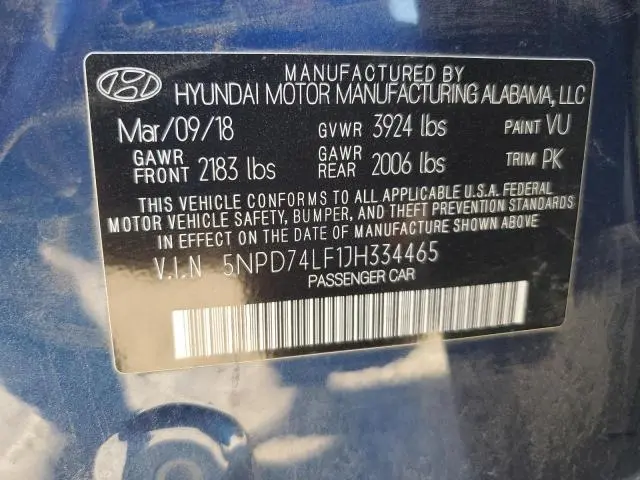 MANUFACTURED BY
HYUNDAI MOTOR MANUFACTURING ALABAMA, LLC
Mar/09/18 GVWR 3924 lbs PAINT VU
GAWR FRONT 2183 lbs GAWR REAR 2006 lbs TRIM PK
THIS VEHICLE CONFORMS TO ALL APPLICABLE U.S.A. FEDERAL
MOTOR VEHICLE SAFETY, BUMPER, AND THEFT PREVENTION STANDARDS
IN EFFECT ON THE DATE OF MANUFACTURE SHOWN ABOVE
V.I.N 5NPD74LF1JH334465
PASSENGER CAR